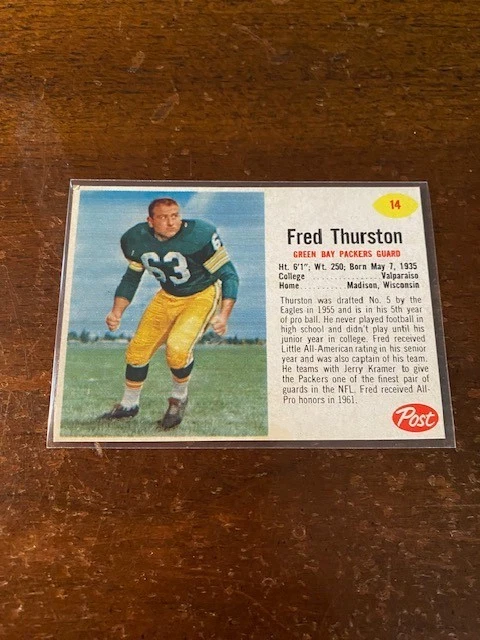 14
Fred Thurston
GREEN BAY PACKERS GUARD
Ht. 6'1"; Wt. 250; Born May 7, 1935
College .................. Valparaiso
Home ........... Madison, Wisconsin
Thurston was drafted No. 5 by the
Eagles in 1955 and is in his 5th year
of pro ball. He never played football in
high school and didn't play until his
junior year in college. Fred received
Little All-American rating in his senior
year and was also captain of his team.
He teams with Jerry Kramer to give
the Packers one of the finest pair of
guards in the NFL. Fred received All-
Pro honors in 1961.
Post
63
63